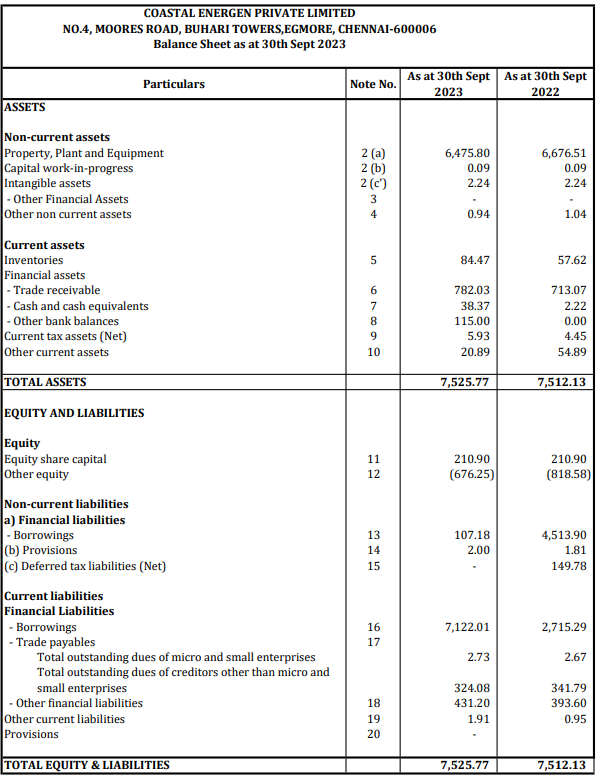 COASTAL ENERGEN PRIVATE LIMITED
NO.4, MOORES ROAD, BUHARI TOWERS,EGMORE, CHENNAI-600006
Balance Sheet as at 30th Sept 2023
Particulars Note No. As at 30th Sept 2023 As at 30th Sept 2022
ASSETS
Non-current assets
Property, Plant and Equipment 2 (a) 6,475.80 6,676.51
Capital work-in-progress 2 (b) 0.09 0.09
Intangible assets 2 (c') 2.24 2.24
- Other Financial Assets 3 - -
Other non current assets 4 0.94 1.04
Current assets
Inventories 5 84.47 57.62
Financial assets
- Trade receivable 6 782.03 713.07
- Cash and cash equivalents 7 38.37 2.22
- Other bank balances 8 115.00 0.00
Current tax assets (Net) 9 5.93 4.45
Other current assets 10 20.89 54.89
TOTAL ASSETS 7,525.77 7,512.13
EQUITY AND LIABILITIES
Equity
Equity share capital 11 210.90 210.90
Other equity 12 (676.25) (818.58)
Non-current liabilities
a) Financial liabilities
- Borrowings 13 107.18 4,513.90
(b) Provisions 14 2.00 1.81
(c) Deferred tax liabilities (Net) 15 - 149.78
Current liabilities
Financial Liabilities
- Borrowings 16 7,122.01 2,715.29
- Trade payables 17
Total outstanding dues of micro and small enterprises 2.73 2.67
Total outstanding dues of creditors other than micro and
small enterprises 324.08 341.79
- Other financial liabilities 18 431.20 393.60
Other current liabilities 19 1.91 0.95
Provisions 20 -
TOTAL EQUITY & LIABILITIES 7,525.77 7,512.13